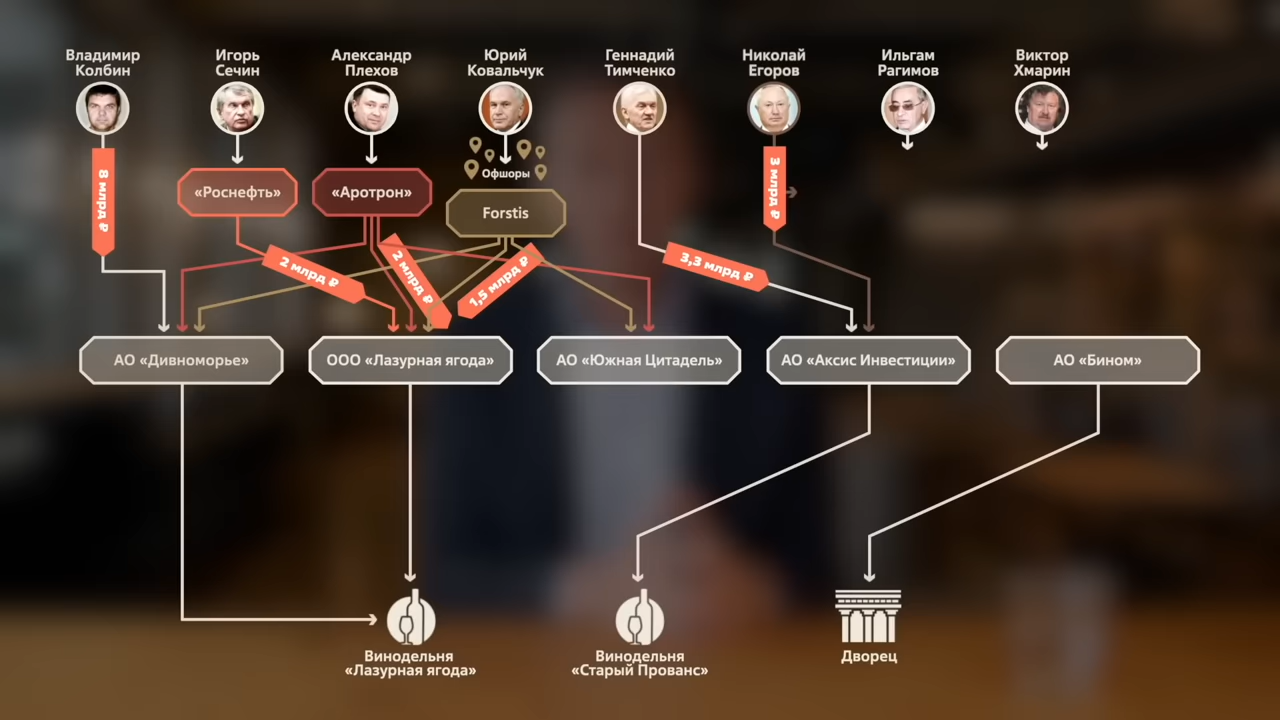 Владимир
Колбин
Игорь
Сечин
Александр
Плехов
Юрий
Ковальчук
Геннадий
Тимченко
Николай
Егоров
Ильгам
Рагимов
Виктор
Хмарин
8 млрд ₽
«Роснефть»
«Аротрон»
Офшоры
Forstis
3 млрд ₽
2 млрд ₽
2 млрд ₽
1,5 млрд ₽
3,3 млрд ₽
АО «Дивноморье»
ООО «Лазурная ягода»
АО «Южная Цитадель»
АО «Аксис Инвестиции»
АО «Бином»
Винодельня
«Лазурная ягода»
Винодельня
«Старый Прованс»
Дворец